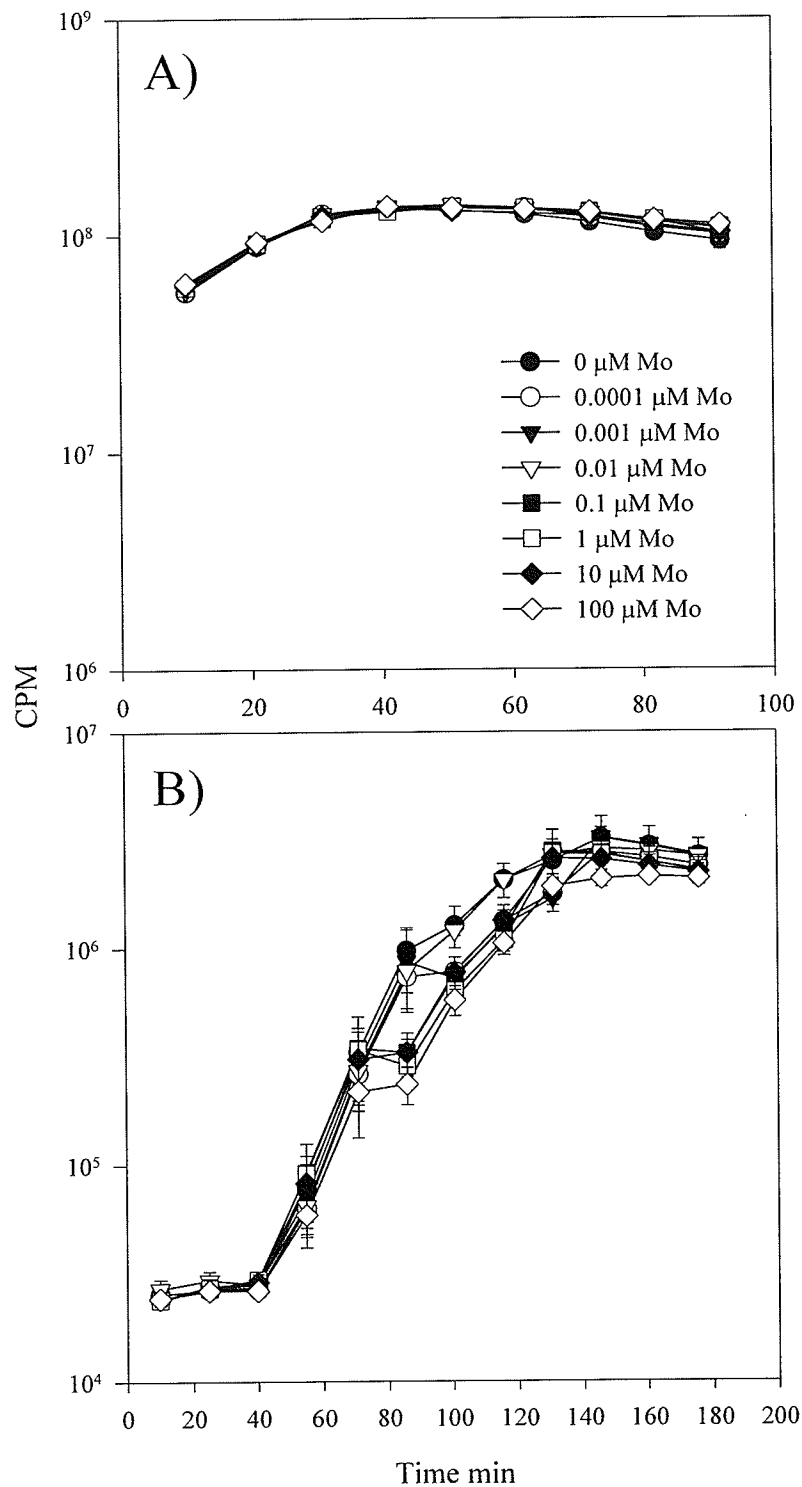 10⁹
A)
10⁸
0 μM Mo
0.0001 μM Mo
0.001 μM Mo
0.01 μM Mo
0.1 μM Mo
1 μM Mo
10 μM Mo
100 μM Mo
10⁷
10⁶
0 20 40 60 80 100
CPM
10⁷
B)
10⁶
10⁵
10⁴
0 20 40 60 80 100 120 140 160 180 200
Time min